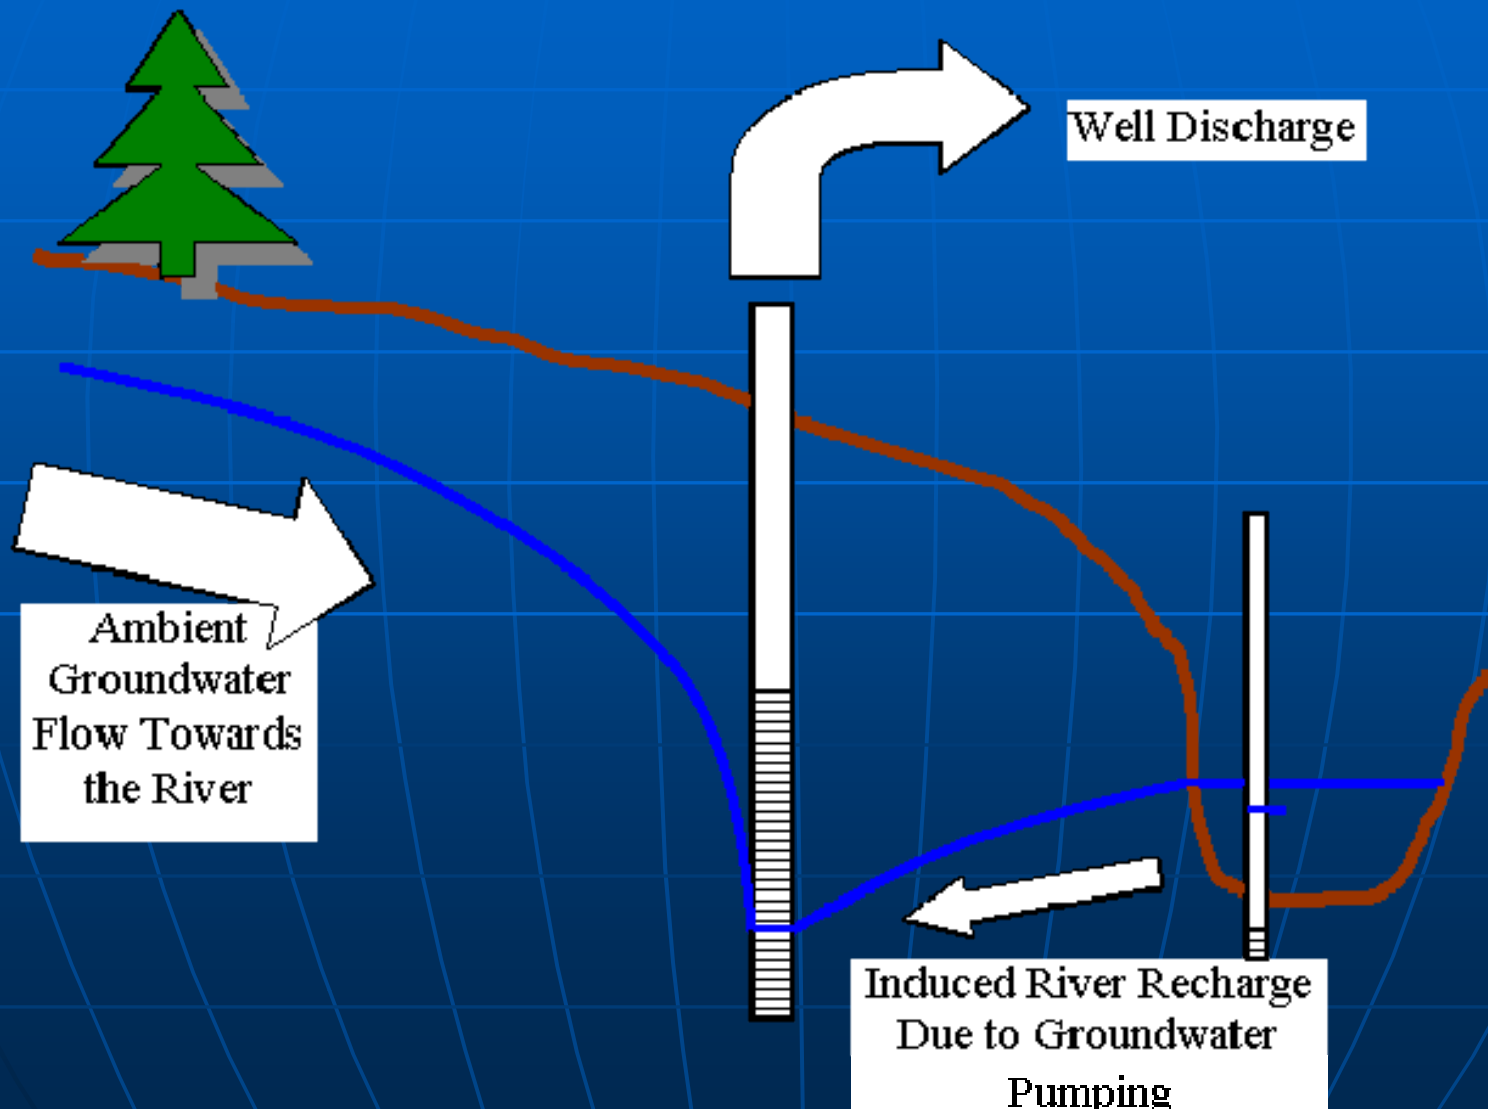 Well Discharge
Ambient
Groundwater
Flow Towards
the River
Induced River Recharge
Due to Groundwater
Pumping